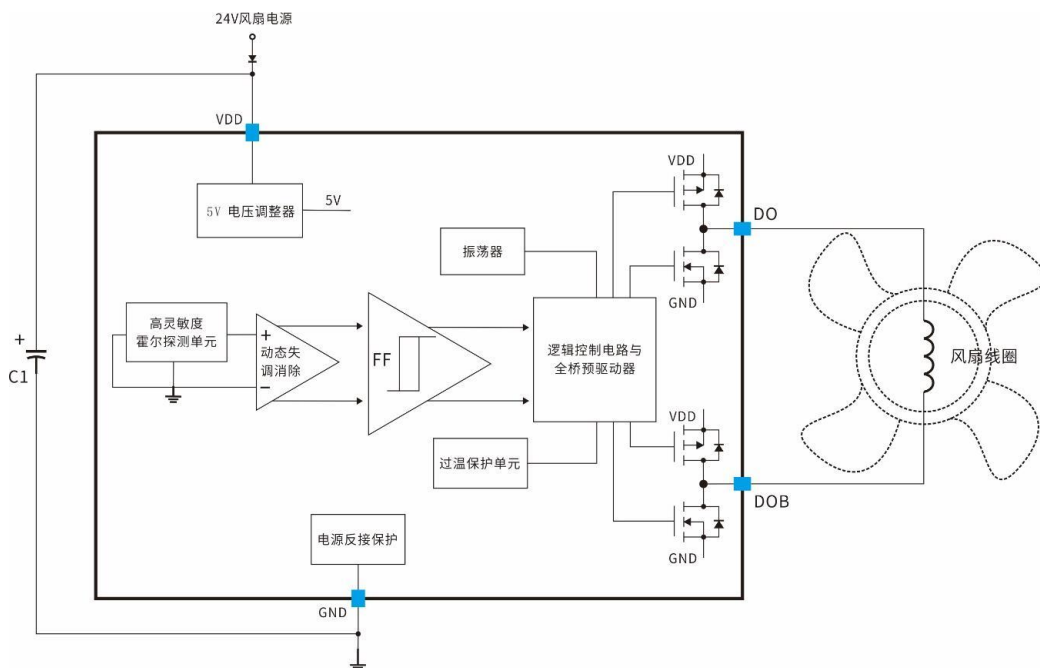 24V风扇电源
VDD
5V 电压调整器
5V
VDD
DO
振荡器
GND
高灵敏度
霍尔探测单元
+
−
动态失
调消除
FF
逻辑控制电路与
全桥预驱动器
风扇线圈
+
C1
VDD
过温保护单元
DOB
GND
电源反接保护
GND